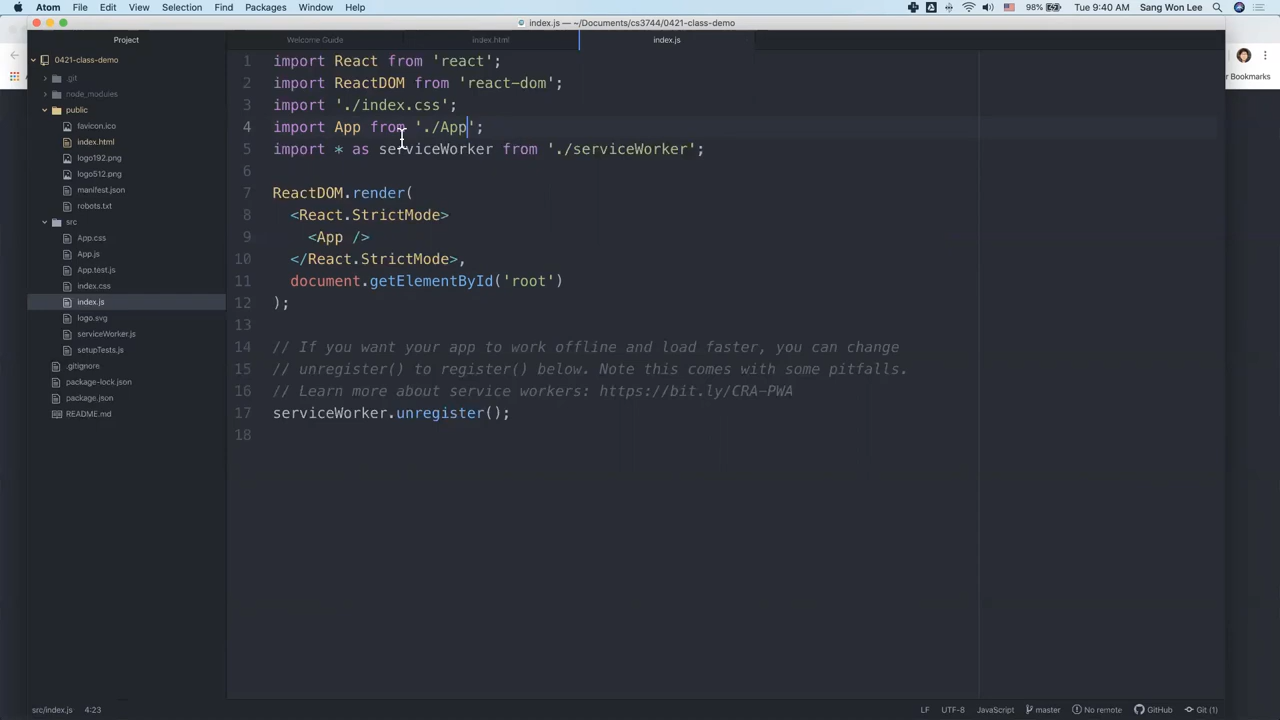 Atom File Edit View Selection Find Packages Window Help 98% Tue 9:40 AM Sang Won Lee
index.js — ~/Documents/cs3744/0421-class-demo
Project
Welcome Guide
index.html
index.js
r Bookmarks
0421-class-demo
.git
node_modules
public
favicon.ico
index.html
logo192.png
logo512.png
manifest.json
robots.txt
src
App.css
App.js
App.test.js
index.css
index.js
logo.svg
serviceWorker.js
setupTests.js
.gitignore
package-lock.json
package.json
README.md
1 import React from 'react';
2 import ReactDOM from 'react-dom';
3 import './index.css';
4 import App from './App';
5 import * as serviceWorker from './serviceWorker';
6
7 ReactDOM.render(
8 <React.StrictMode>
9 <App />
10 </React.StrictMode>,
11 document.getElementById('root')
12 );
13
14 // If you want your app to work offline and load faster, you can change
15 // unregister() to register() below. Note this comes with some pitfalls.
16 // Learn more about service workers: https://bit.ly/CRA-PWA
17 serviceWorker.unregister();
18
src/index.js 4:23 LF UTF-8 JavaScript master No remote GitHub Git (1)